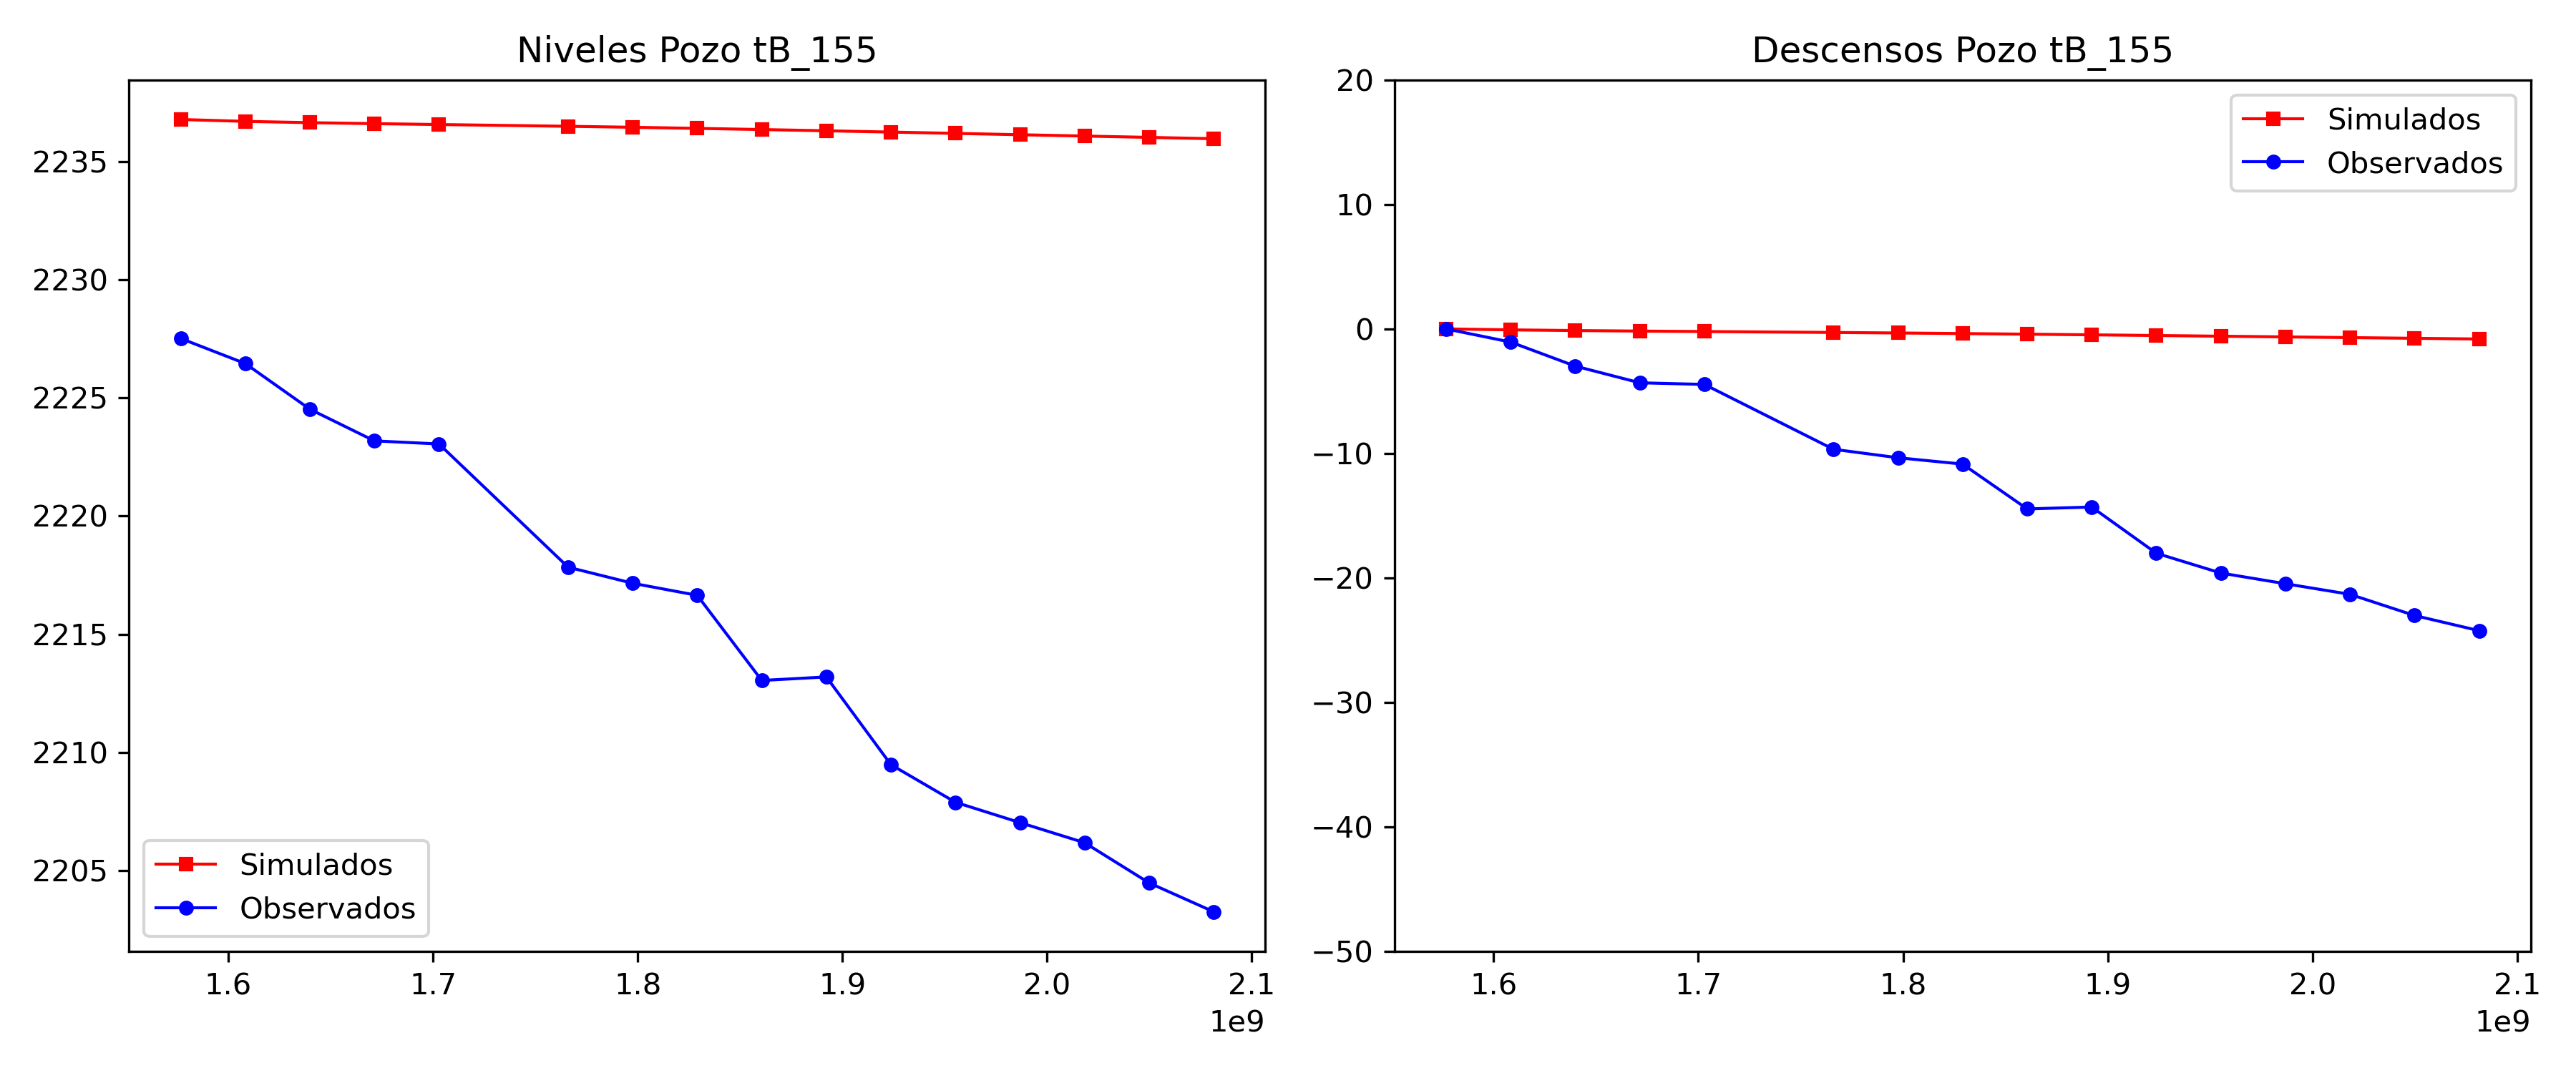 Niveles Pozo tB_155
2235
2230
2225
2220
2215
2210
2205
Simulados
Observados
1.6 1.7 1.8 1.9 2.0 2.1
1e9
Descensos Pozo tB_155
20
10
0
−10
−20
−30
−40
−50
Simulados
Observados
1.6 1.7 1.8 1.9 2.0 2.1
1e9